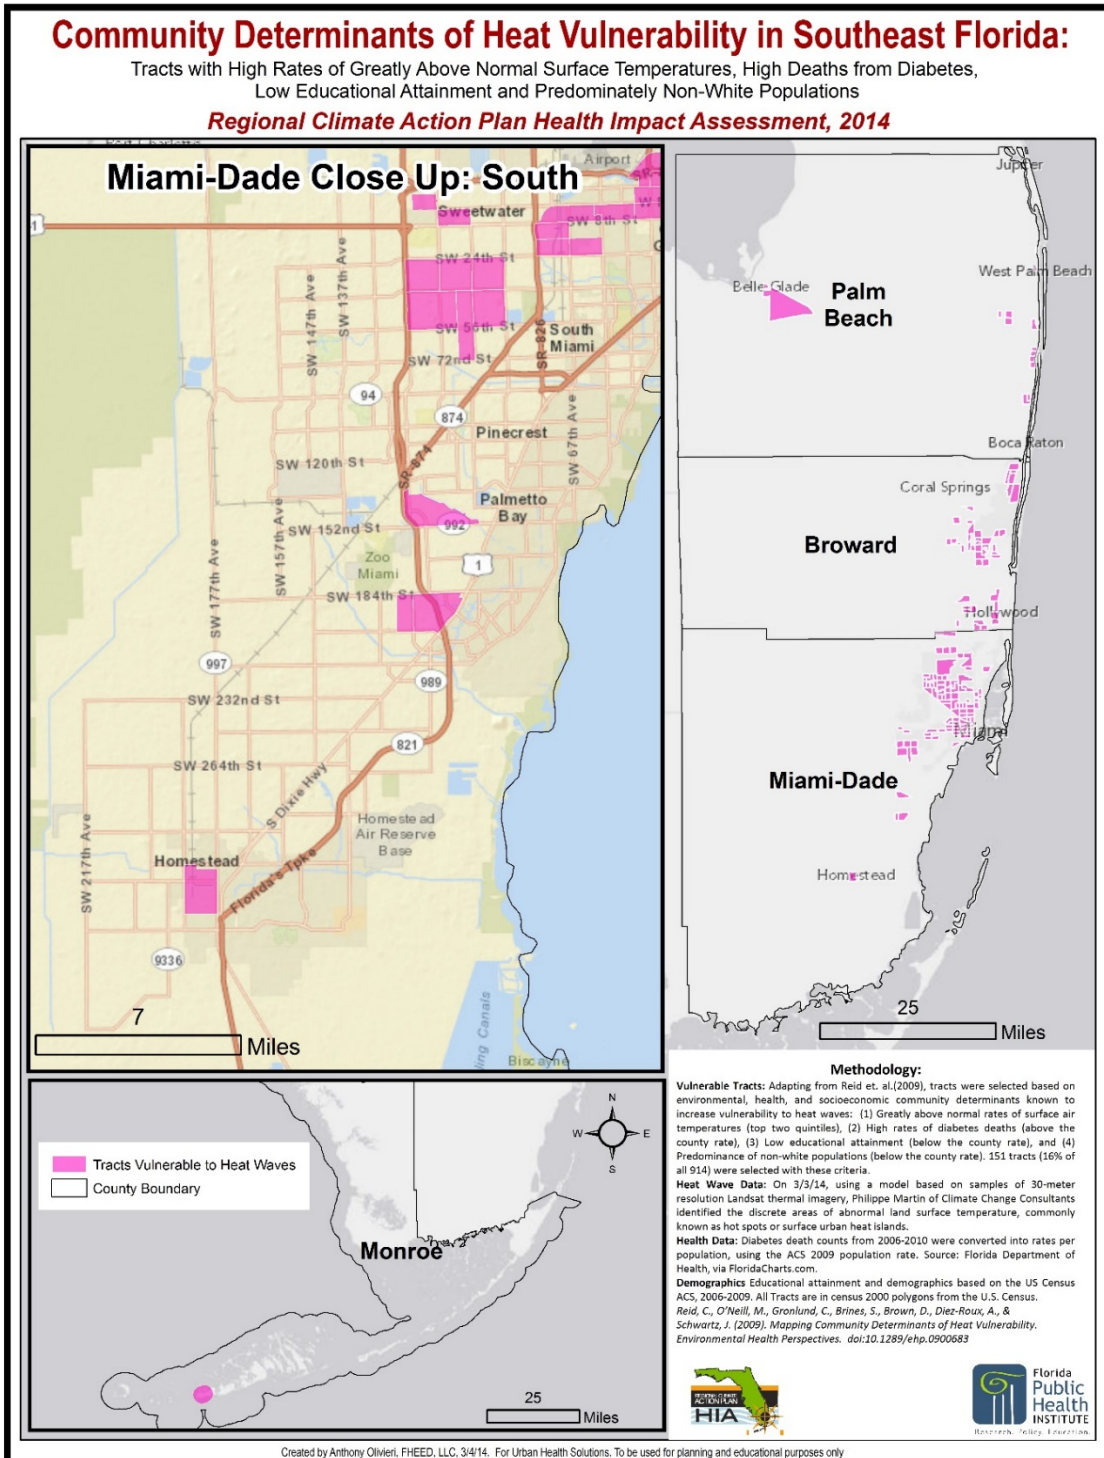 Community Determinants of Heat Vulnerability in Southeast Florida:
Tracts with High Rates of Greatly Above Normal Surface Temperatures, High Deaths from Diabetes,
Low Educational Attainment and Predominately Non-White Populations
Regional Climate Action Plan Health Impact Assessment, 2014
Miami-Dade Close Up: South
Airport
Sweetwater
SW 8th St
1
SW 24th St
SW 147th Ave
SW 137th Ave
SW 56th St
SR-826
South
Miami
SW 72nd St
94
874
Pinecrest
SW 67th Ave
SW 120th St
SR-874
Palmetto
Bay
992
SW 152nd St
SW 157th Ave
SW 177th Ave
Zoo
Miami
1
SW 184th St
997
989
SW 232nd St
821
SW 264th St
S Dixie Hwy
Homestead
Air Reserve
Base
SW 217th Ave
Homestead
Florida's Tpke
9336
7
Miles
Biscayne
Jupiter
West Palm Beach
Belle Glade
Palm
Beach
Boca Raton
Coral Springs
Broward
Hollywood
Miami
Miami-Dade
Homestead
25
Miles
N
W
E
S
Tracts Vulnerable to Heat Waves
County Boundary
Monroe
25
Miles
Methodology:
Vulnerable Tracts: Adapting from Reid et. al.(2009), tracts were selected based on
environmental, health, and socioeconomic community determinants known to
increase vulnerability to heat waves: (1) Greatly above normal rates of surface air
temperatures (top two quintiles), (2) High rates of diabetes deaths (above the
county rate), (3) Low educational attainment (below the county rate), and (4)
Predominance of non-white populations (below the county rate). 151 tracts (16% of
all 914) were selected with these criteria.
Heat Wave Data: On 3/3/14, using a model based on samples of 30-meter
resolution Landsat thermal imagery, Philippe Martin of Climate Change Consultants
identified the discrete areas of abnormal land surface temperature, commonly
known as hot spots or surface urban heat islands.
Health Data: Diabetes death counts from 2006-2010 were converted into rates per
population, using the ACS 2009 population rate. Source: Florida Department of
Health, via FloridaCharts.com.
Demographics Educational attainment and demographics based on the US Census
ACS, 2006-2009. All Tracts are in census 2000 polygons from the U.S. Census.
Reid, C., O'Neill, M., Gronlund, C., Brines, S., Brown, D., Diez-Roux, A., &
Schwartz, J. (2009). Mapping Community Determinants of Heat Vulnerability.
Environmental Health Perspectives. doi:10.1289/ehp.0900683
REGIONAL CLIMATE
ACTION PLAN
HIA
Florida
Public
Health
INSTITUTE
Research. Policy. Education.
Created by Anthony Olivieri, FHEED, LLC, 3/4/14. For Urban Health Solutions. To be used for planning and educational purposes only